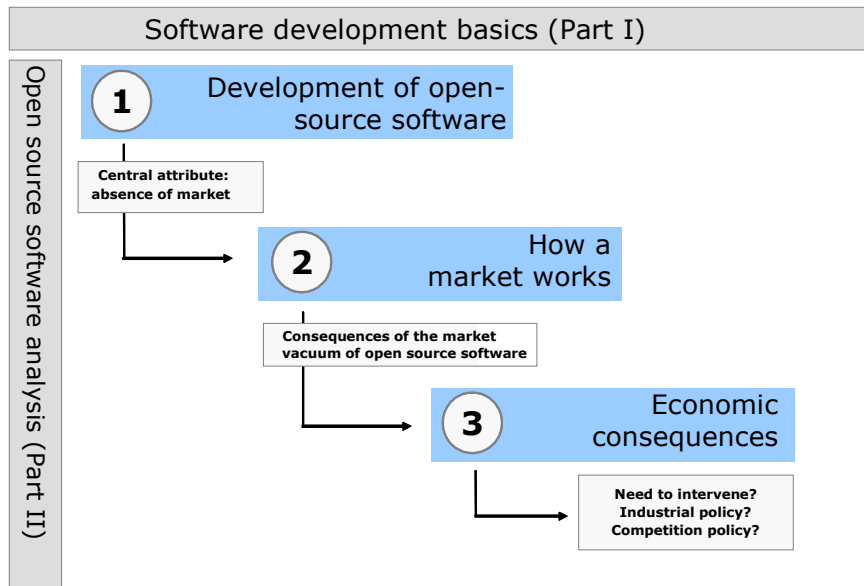 Software development basics (Part I)
Open source software analysis (Part II)
1
Development of open-
source software
Central attribute:
absence of market
2
How a
market works
Consequences of the market
vacuum of open source software
3
Economic
consequences
Need to intervene?
Industrial policy?
Competition policy?